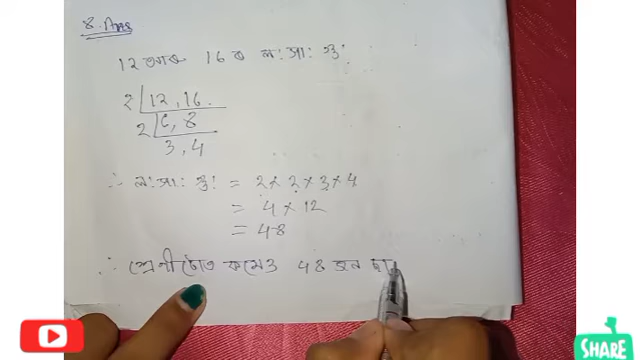 8. Ans
12 আৰু 16 ৰ ল: সা: গু:
2 | 12, 16.
2 | 6, 8
3, 4
∴ ল: সা: গু: = 2 × 2 × 3 × 4
= 4 × 12
= 48
∴ শ্ৰেণীটোত কমেও 48 জন
SHARE